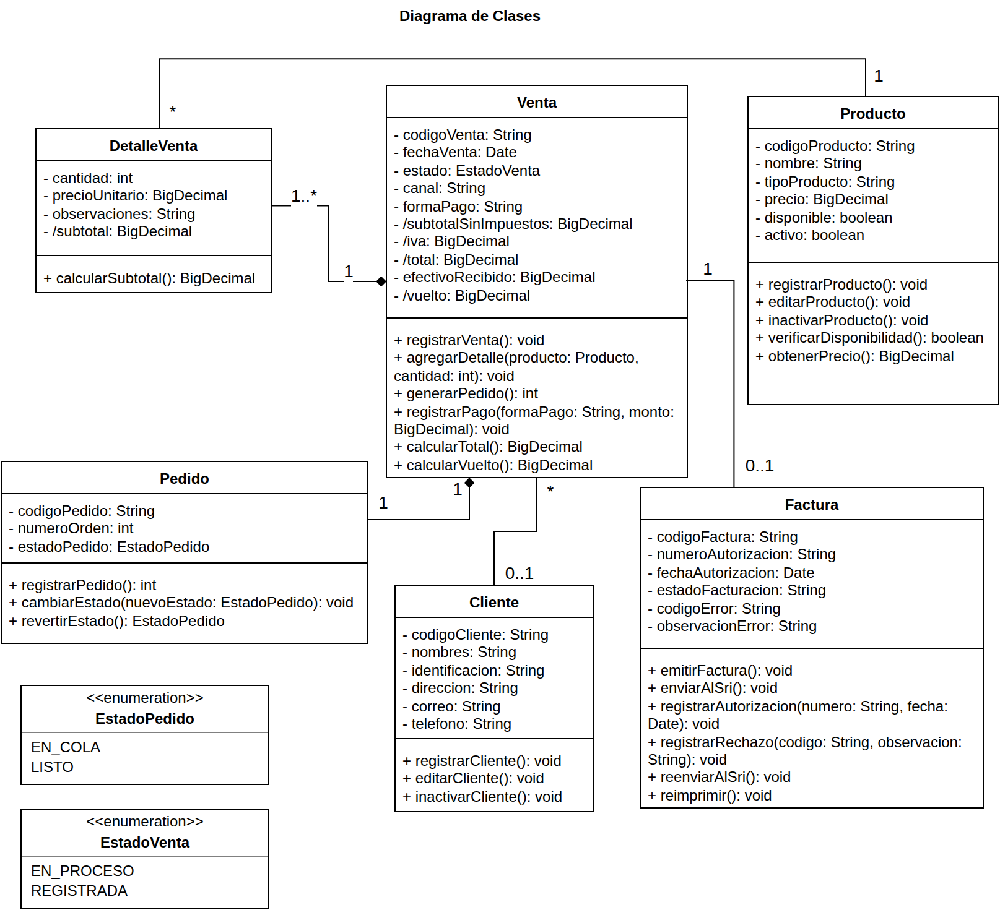 Diagrama de Clases
*
1
DetalleVenta
- cantidad: int
- precioUnitario: BigDecimal
- observaciones: String
- /subtotal: BigDecimal
+ calcularSubtotal(): BigDecimal
1..*
1
Venta
- codigoVenta: String
- fechaVenta: Date
- estado: EstadoVenta
- canal: String
- formaPago: String
- /subtotalSinImpuestos: BigDecimal
- /iva: BigDecimal
- /total: BigDecimal
- efectivoRecibido: BigDecimal
- /vuelto: BigDecimal
+ registrarVenta(): void
+ agregarDetalle(producto: Producto,
cantidad: int): void
+ generarPedido(): int
+ registrarPago(formaPago: String, monto:
BigDecimal): void
+ calcularTotal(): BigDecimal
+ calcularVuelto(): BigDecimal
Producto
- codigoProducto: String
- nombre: String
- tipoProducto: String
- precio: BigDecimal
- disponible: boolean
- activo: boolean
+ registrarProducto(): void
+ editarProducto(): void
+ inactivarProducto(): void
+ verificarDisponibilidad(): boolean
+ obtenerPrecio(): BigDecimal
1
0..1
Pedido
- codigoPedido: String
- numeroOrden: int
- estadoPedido: EstadoPedido
+ registrarPedido(): int
+ cambiarEstado(nuevoEstado: EstadoPedido): void
+ revertirEstado(): EstadoPedido
1
1
*
0..1
Cliente
- codigoCliente: String
- nombres: String
- identificacion: String
- direccion: String
- correo: String
- telefono: String
+ registrarCliente(): void
+ editarCliente(): void
+ inactivarCliente(): void
Factura
- codigoFactura: String
- numeroAutorizacion: String
- fechaAutorizacion: Date
- estadoFacturacion: String
- codigoError: String
- observacionError: String
+ emitirFactura(): void
+ enviarAlSri(): void
+ registrarAutorizacion(numero: String, fecha:
Date): void
+ registrarRechazo(codigo: String, observacion:
String): void
+ reenviarAlSri(): void
+ reimprimir(): void
<<enumeration>>
EstadoPedido
EN_COLA
LISTO
<<enumeration>>
EstadoVenta
EN_PROCESO
REGISTRADA